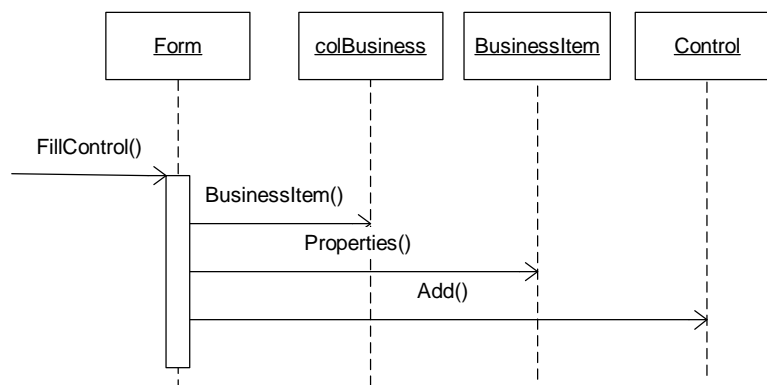 Form
colBusiness
BusinessItem
Control
FillControl()
BusinessItem()
Properties()
Add()